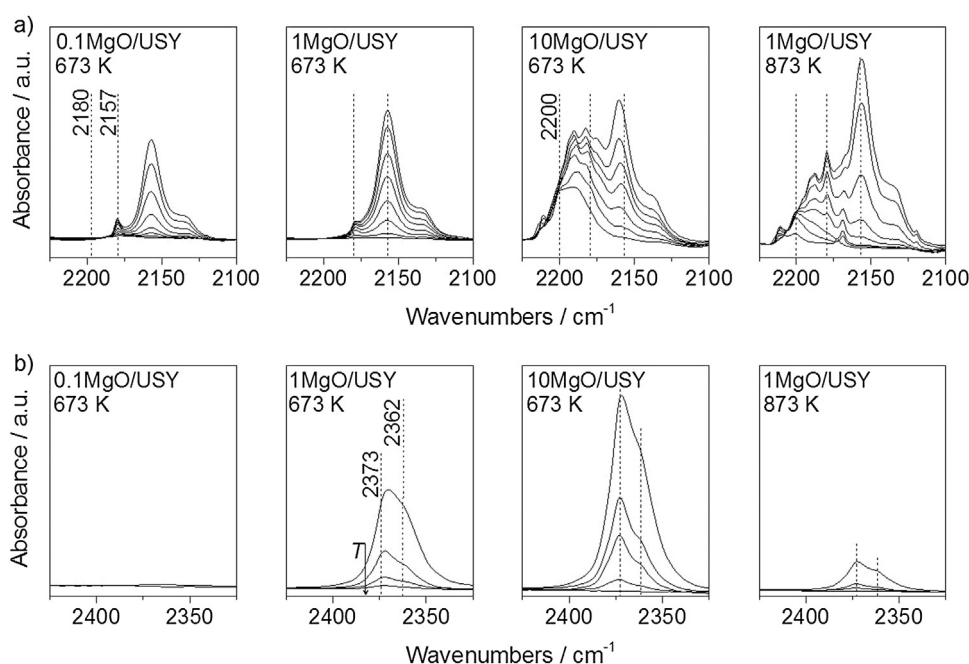 a)
0.1MgO/USY
673 K
1MgO/USY
673 K
10MgO/USY
673 K
1MgO/USY
873 K
2180
2157
2200
Absorbance / a.u.
2200 2150 2100
2200 2150 2100
2200 2150 2100
2200 2150 2100
Wavenumbers / cm⁻¹
b)
0.1MgO/USY
673 K
1MgO/USY
673 K
10MgO/USY
673 K
1MgO/USY
873 K
2373
2362
T
Absorbance / a.u.
2400 2350
2400 2350
2400 2350
2400 2350
Wavenumbers / cm⁻¹